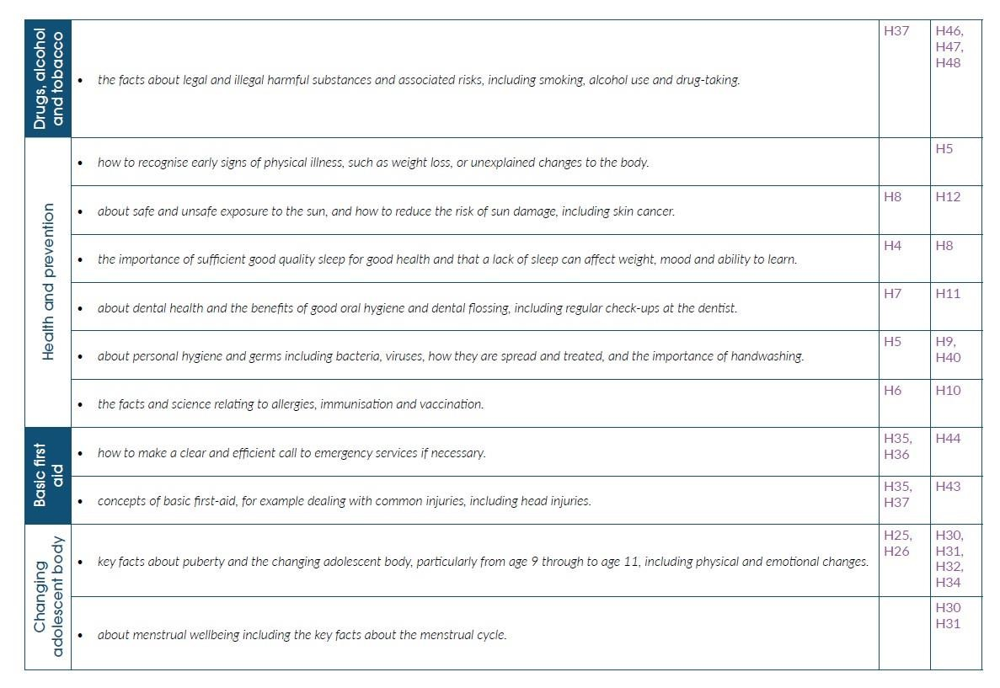 Drugs, alcohol
and tobacco
• the facts about legal and illegal harmful substances and associated risks, including smoking, alcohol use and drug-taking.
H37
H46,
H47,
H48
Health and prevention
• how to recognise early signs of physical illness, such as weight loss, or unexplained changes to the body.
H5
• about safe and unsafe exposure to the sun, and how to reduce the risk of sun damage, including skin cancer.
H8
H12
• the importance of sufficient good quality sleep for good health and that a lack of sleep can affect weight, mood and ability to learn.
H4
H8
• about dental health and the benefits of good oral hygiene and dental flossing, including regular check-ups at the dentist.
H7
H11
• about personal hygiene and germs including bacteria, viruses, how they are spread and treated, and the importance of handwashing.
H5
H9,
H40
• the facts and science relating to allergies, immunisation and vaccination.
H6
H10
Basic first
aid
• how to make a clear and efficient call to emergency services if necessary.
H35,
H36
H44
• concepts of basic first-aid, for example dealing with common injuries, including head injuries.
H35,
H37
H43
Changing
adolescent body
• key facts about puberty and the changing adolescent body, particularly from age 9 through to age 11, including physical and emotional changes.
H25,
H26
H30,
H31,
H32,
H34
• about menstrual wellbeing including the key facts about the menstrual cycle.
H30
H31